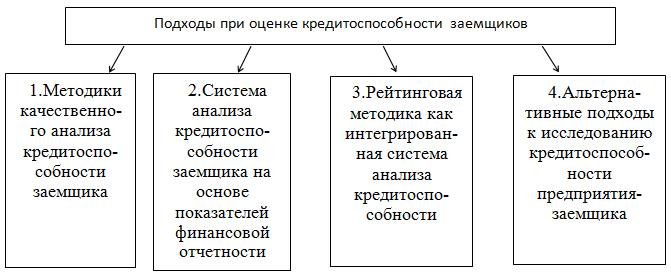 Подходы при оценке кредитоспособности заемщиков
1.Методики
качественно-
го анализа
кредитоспо-
собности
заемщика
2.Система
анализа
кредитоспо-
собности
заемщика на
основе
показателей
финансовой
отчетности
3.Рейтинговая
методика как
интегрирован-
ная система
анализа
кредитоспо-
собности
4.Альтерна-
тивные подходы
к исследованию
кредитоспособ-
ности
предприятия-
заемщика